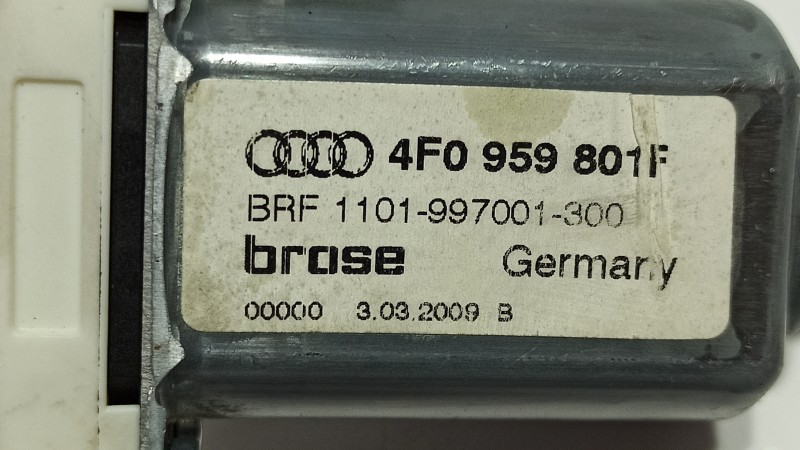 4F0 959 801F
BRF 1101-997001-300
brose Germany
00000 3.03.2009 B